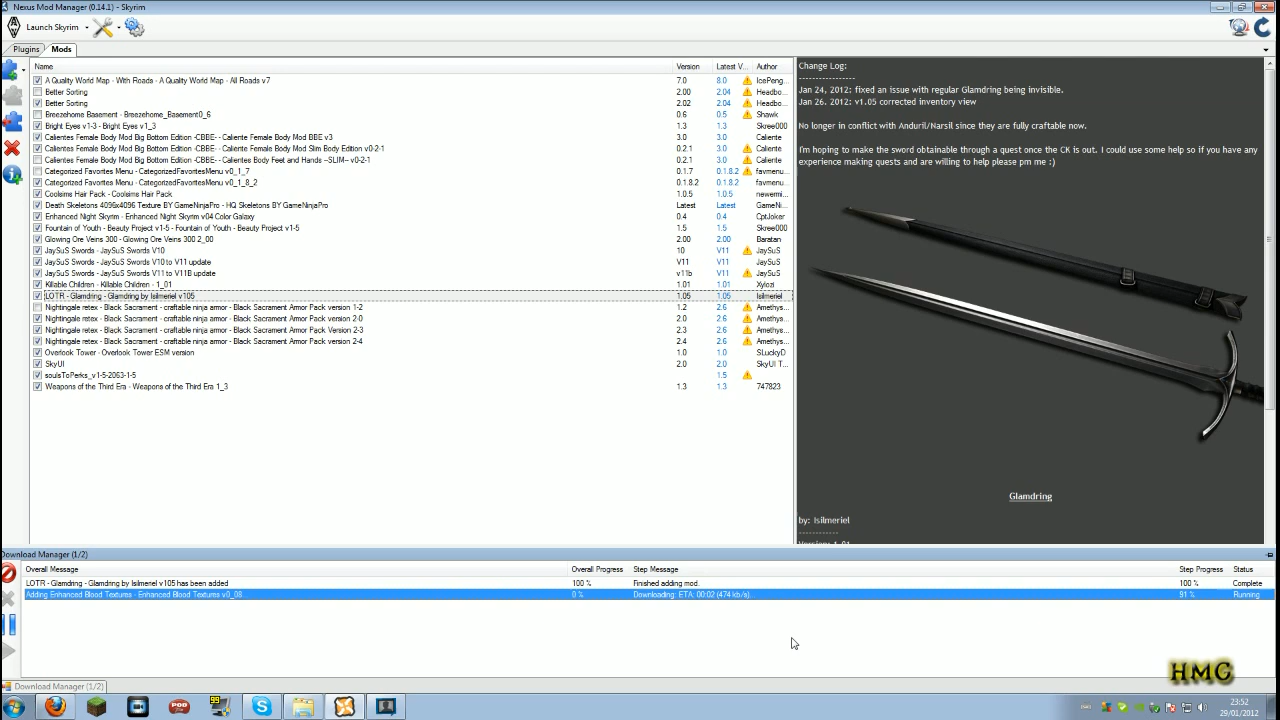 Nexus Mod Manager (0.14.1) - Skyrim
Launch Skyrim
Plugins Mods
Name Version Latest V... Author
A Quality World Map - With Roads - A Quality World Map - All Roads v7 7.0 8.0 IcePeng...
Better Sorting 2.00 2.04 Headbo...
Better Sorting 2.02 2.04 Headbo...
Breezehome Basement - Breezehome_Basement0_6 0.6 0.5 Shawk
Bright Eyes v1-3 - Bright Eyes v1_3 1.3 1.3 Skree000
Calientes Female Body Mod Big Bottom Edition -CBBE- - Caliente Female Body Mod BBE v3 3.0 3.0 Caliente
Calientes Female Body Mod Big Bottom Edition -CBBE- - Caliente Female Body Mod Slim Body Edition v0-2-1 0.2.1 3.0 Caliente
Calientes Female Body Mod Big Bottom Edition -CBBE- - Calientes Body Feet and Hands ~SLIM~ v0-2-1 0.2.1 3.0 Caliente
Categorized Favorites Menu - CategorizedFavoritesMenu v0_1_7 0.1.7 0.1.8.2 favmenu...
Categorized Favorites Menu - CategorizedFavoritesMenu v0_1_8_2 0.1.8.2 0.1.8.2 favmenu...
Coolsims Hair Pack - Coolsims Hair Pack 1.0.5 1.0.5 newermi...
Death Skeletons 4096x4096 Texture BY GameNinjaPro - HQ Skeletons BY GameNinjaPro Latest Latest GameNi...
Enhanced Night Skyrim - Enhanced Night Skyrim v04 Color Galaxy 0.4 0.4 CptJoker
Fountain of Youth - Beauty Project v1-5 - Fountain of Youth - Beauty Project v1-5 1.5 1.5 Skree000
Glowing Ore Veins 300 - Glowing Ore Veins 300 2_00 2.00 2.00 Baratan
JaySuS Swords - JaySuS Swords V10 10 V11 JaySuS
JaySuS Swords - JaySuS Swords V10 to V11 update V11 V11 JaySuS
JaySuS Swords - JaySuS Swords V11 to V11B update v11b V11 JaySuS
Killable Children - Killable Children - 1_01 1.01 1.01 Xylozi
LOTR - Glamdring - Glamdring by Isilmeriel v105 1.05 1.05 Isilmeriel
Nightingale retex - Black Sacrament - craftable ninja armor - Black Sacrament Armor Pack version 1-2 1.2 2.6 Amethys...
Nightingale retex - Black Sacrament - craftable ninja armor - Black Sacrament Armor Pack version 2-0 2.0 2.6 Amethys...
Nightingale retex - Black Sacrament - craftable ninja armor - Black Sacrament Armor Pack Version 2-3 2.3 2.6 Amethys...
Nightingale retex - Black Sacrament - craftable ninja armor - Black Sacrament Armor Pack version 2-4 2.4 2.6 Amethys...
Overlook Tower - Overlook Tower ESM version 1.0 1.0 SLuckyD
SkyUI 2.0 2.0 SkyUI T...
soulsToPerks_v1-5-2063-1-5 1.5
Weapons of the Third Era - Weapons of the Third Era 1_3 1.3 1.3 747823
Change Log:
-----------------
Jan 24, 2012: fixed an issue with regular Glamdring being invisible.
Jan 26. 2012: v1.05 corrected inventory view
No longer in conflict with Anduril/Narsil since they are fully craftable now.
I'm hoping to make the sword obtainable through a quest once the CK is out. I could use some help so if you have any
experience making quests and are willing to help please pm me :)
Glamdring
by: Isilmeriel
------------
Version: 1.01
Download Manager (1/2)
Overall Message Overall Progress Step Message Step Progress Status
LOTR - Glamdring - Glamdring by Isilmeriel v105 has been added 100 % Finished adding mod. 100 % Complete
Adding Enhanced Blood Textures - Enhanced Blood Textures v0_08... 0 % Downloading: ETA: 00:02 (474 kb/s)... 91 % Running
HMG
Download Manager (1/2)
POD
99
23:52
29/01/2012